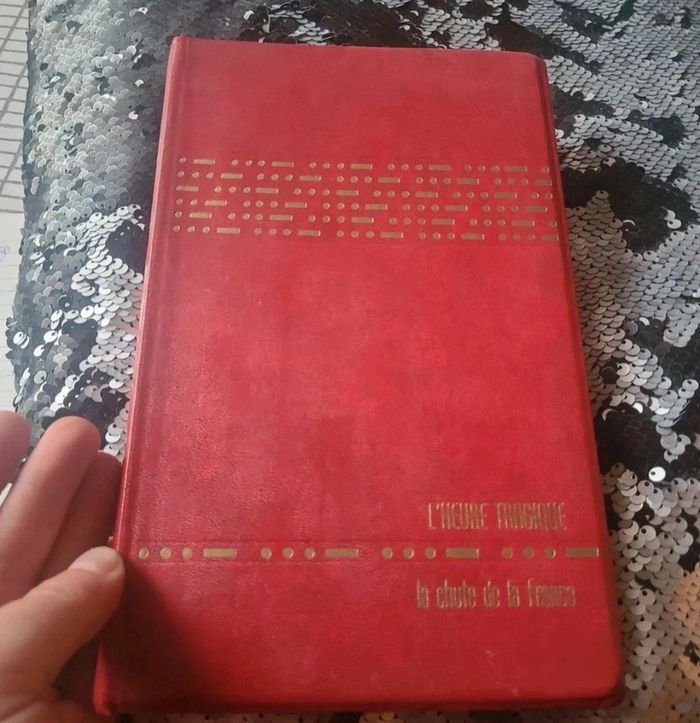 L'HEURE TRAGIQUE
la chute de la France